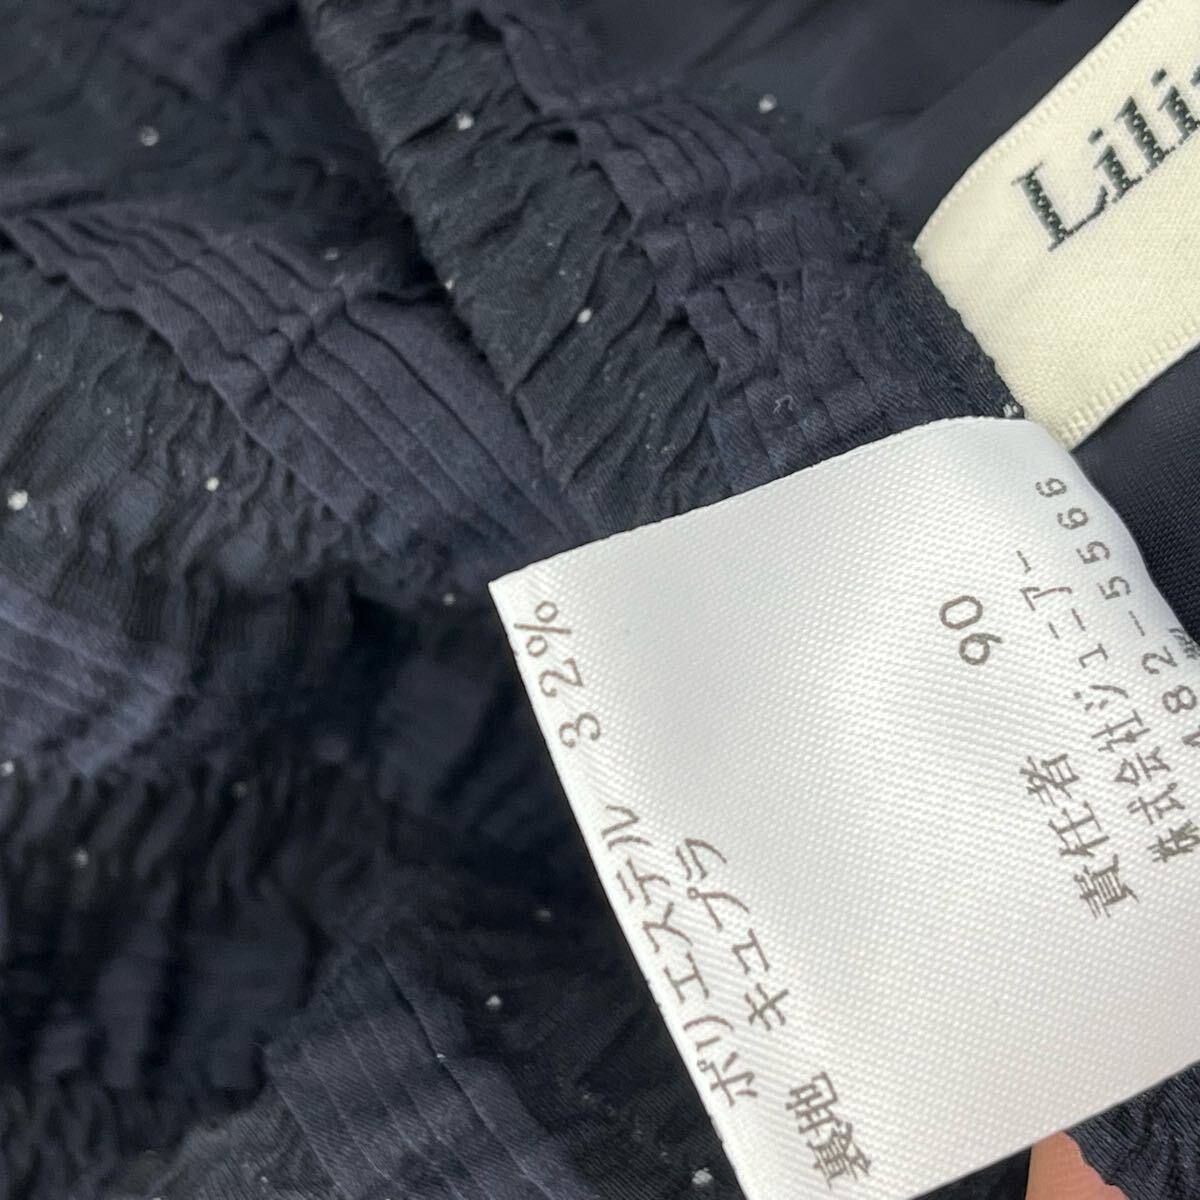 Lili
ポリエステル 32%
キュプラ
裏地
90
責任者
株式会社ジュニアー
482-5566